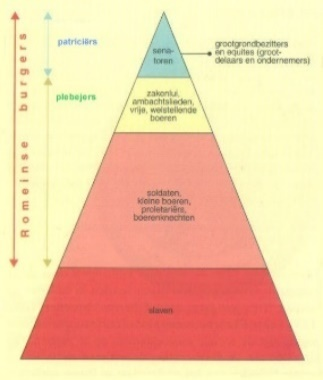 Romeinse burgers
patriciërs
plebejers
sena-
toren
grootgrondbezitters
en equites (groot-
delaars en ondernemers)
zakenlui,
ambachtslieden,
vrije, welstellende
boeren
soldaten,
kleine boeren,
proletariërs,
boerenknechten
slaven